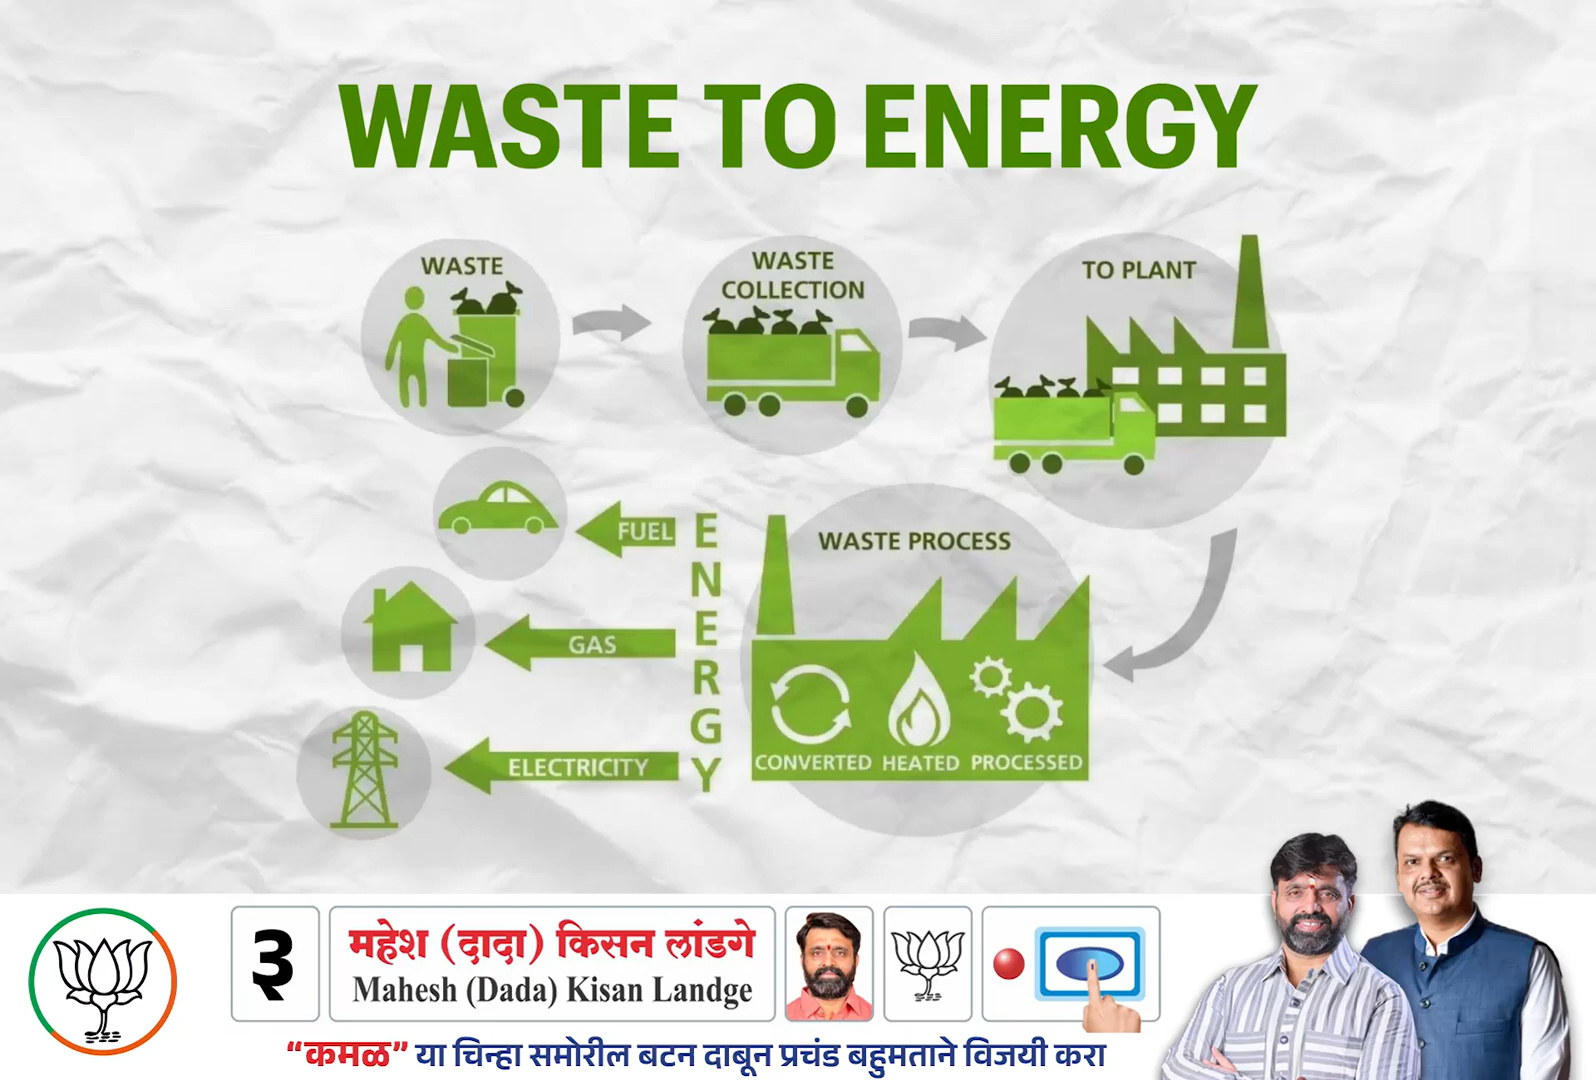 WASTE TO ENERGY
WASTE
WASTE
COLLECTION
TO PLANT
WASTE PROCESS
CONVERTED HEATED PROCESSED
ENERGY
FUEL
GAS
ELECTRICITY
३
महेश (दादा) किसन लांडगे
Mahesh (Dada) Kisan Landge
“कमळ” या चिन्हा समोरील बटन दाबून प्रचंड बहुमताने विजयी करा